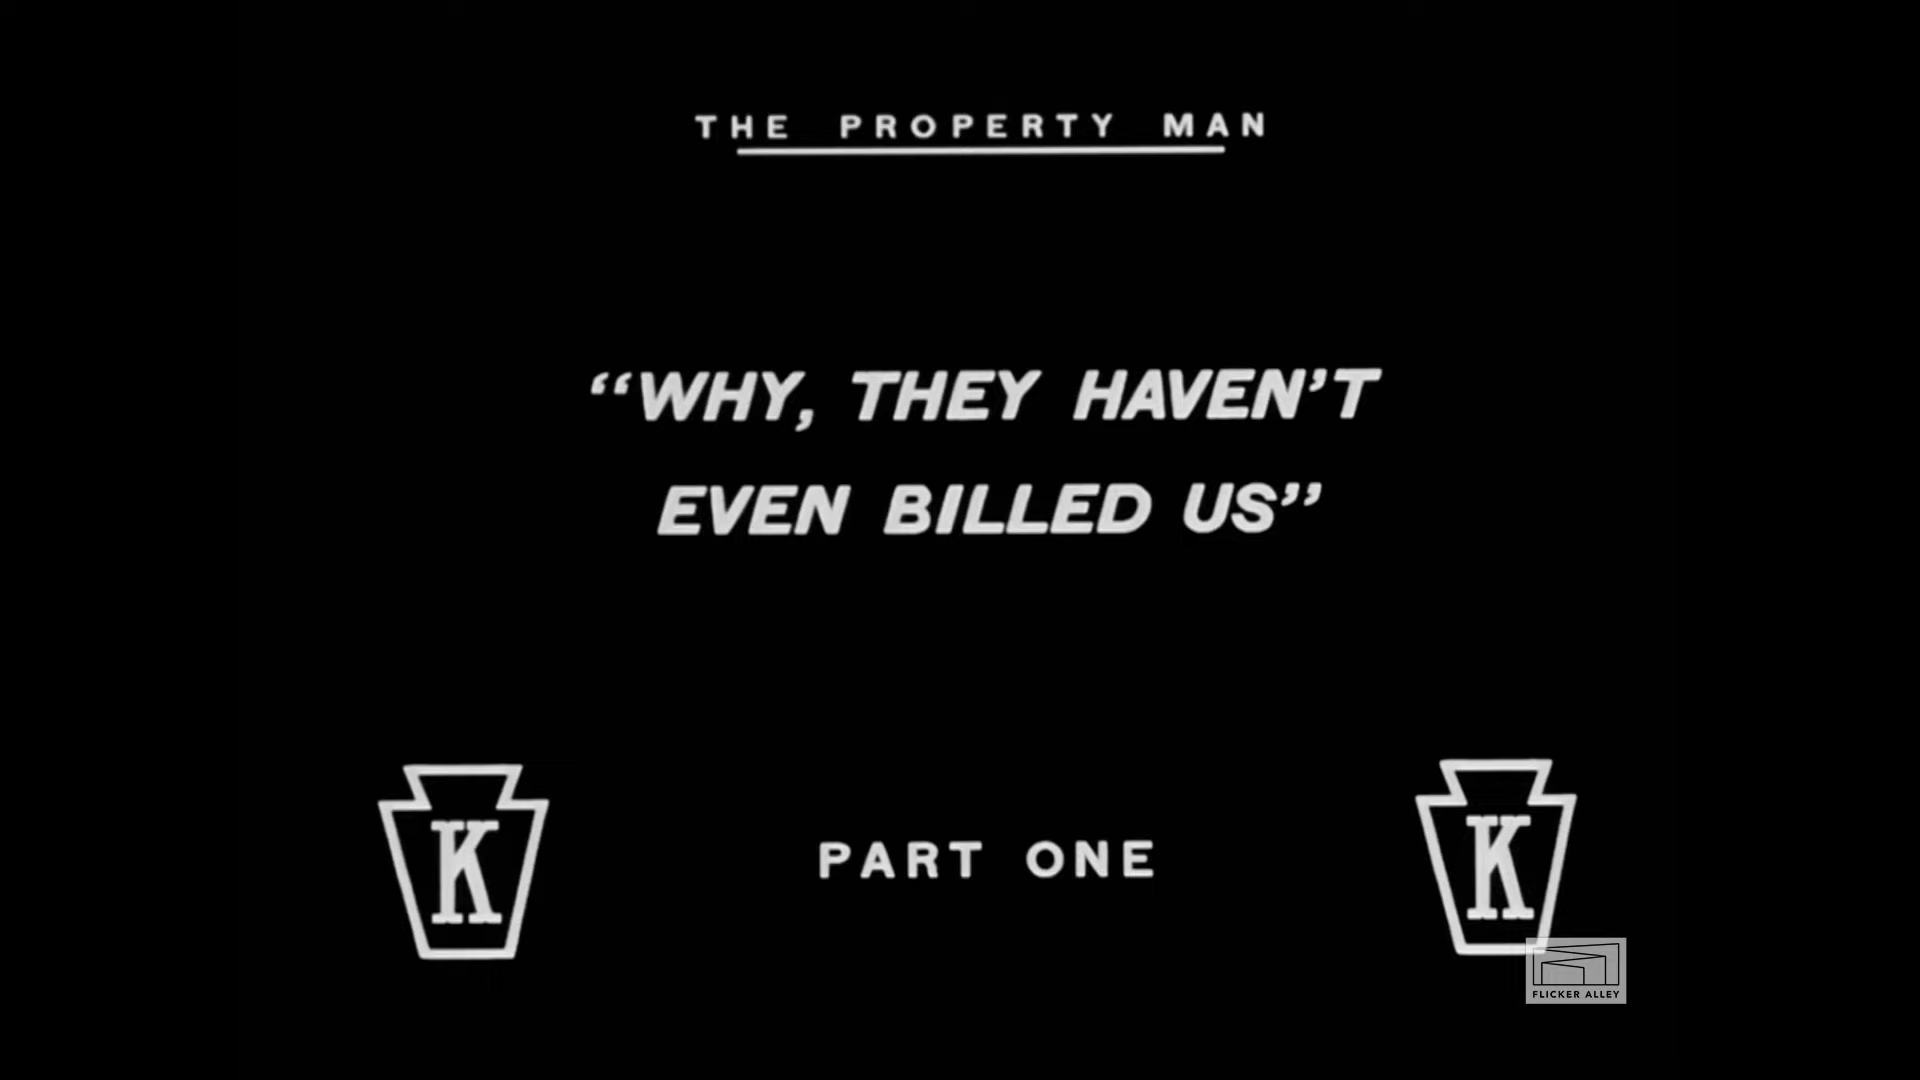 THE PROPERTY MAN
“WHY, THEY HAVEN’T
EVEN BILLED US”
K
PART ONE
K
FLICKER ALLEY